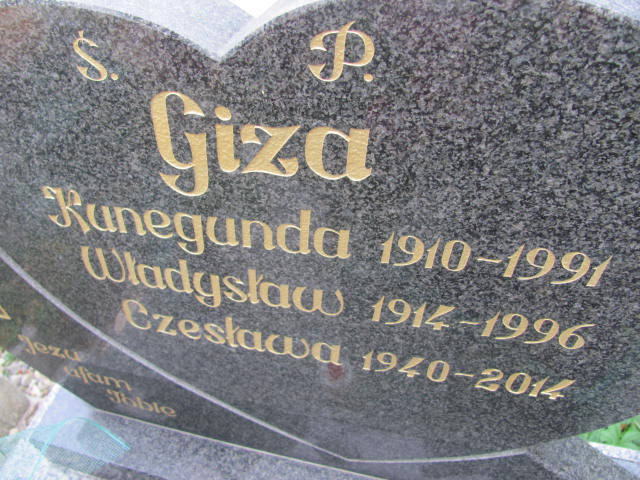 Ś. P.
Giza
Kunegunda 1910-1991
Władysław 1914-1996
Czesława 1940-2014
Jezu
ufam
Tobie